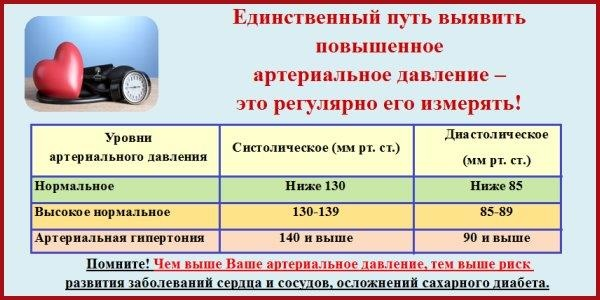 Единственный путь выявить
повышенное
артериальное давление –
это регулярно его измерять!
Уровни
артериального давления
Систолическое (мм рт. ст.)
Диастолическое
(мм рт. ст.)
Нормальное
Ниже 130
Ниже 85
Высокое нормальное
130-139
85-89
Артериальная гипертония
140 и выше
90 и выше
Помните! Чем выше Ваше артериальное давление, тем выше риск
развития заболеваний сердца и сосудов, осложнений сахарного диабета.